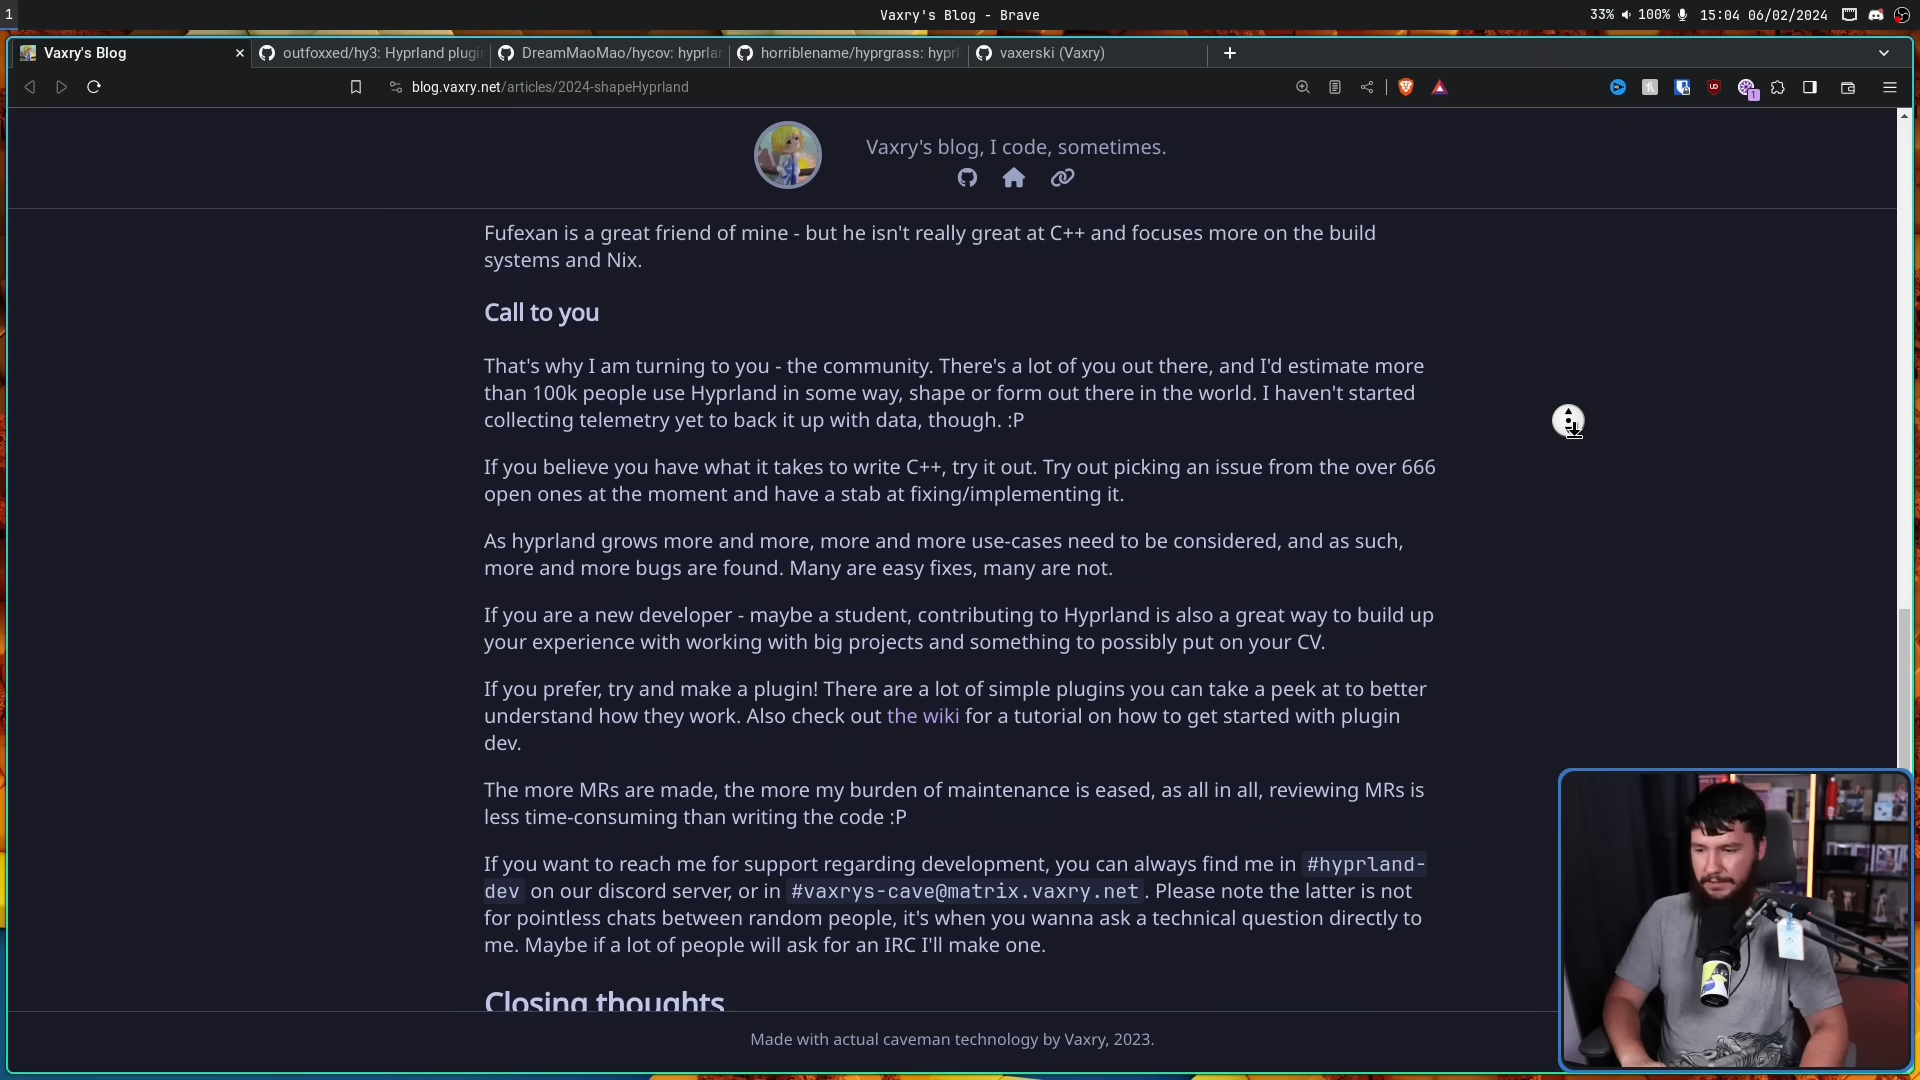 1
Vaxry's Blog - Brave
33% 100% 15:04 06/02/2024
Vaxry's Blog
outfoxxed/hy3: Hyprland plugi
DreamMaoMao/hycov: hyprlan
horriblename/hyprgrass: hyprl
vaxerski (Vaxry)
blog.vaxry.net/articles/2024-shapeHyprland
UD
1
Vaxry's blog, I code, sometimes.
Fufexan is a great friend of mine - but he isn't really great at C++ and focuses more on the build
systems and Nix.
Call to you
That's why I am turning to you - the community. There's a lot of you out there, and I'd estimate more
than 100k people use Hyprland in some way, shape or form out there in the world. I haven't started
collecting telemetry yet to back it up with data, though. :P
If you believe you have what it takes to write C++, try it out. Try out picking an issue from the over 666
open ones at the moment and have a stab at fixing/implementing it.
As hyprland grows more and more, more and more use-cases need to be considered, and as such,
more and more bugs are found. Many are easy fixes, many are not.
If you are a new developer - maybe a student, contributing to Hyprland is also a great way to build up
your experience with working with big projects and something to possibly put on your CV.
If you prefer, try and make a plugin! There are a lot of simple plugins you can take a peek at to better
understand how they work. Also check out the wiki for a tutorial on how to get started with plugin
dev.
The more MRs are made, the more my burden of maintenance is eased, as all in all, reviewing MRs is
less time-consuming than writing the code :P
If you want to reach me for support regarding development, you can always find me in #hyprland-
dev on our discord server, or in #vaxrys-cave@matrix.vaxry.net. Please note the latter is not
for pointless chats between random people, it's when you wanna ask a technical question directly to
me. Maybe if a lot of people will ask for an IRC I'll make one.
Closing thoughts
Made with actual caveman technology by Vaxry, 2023.